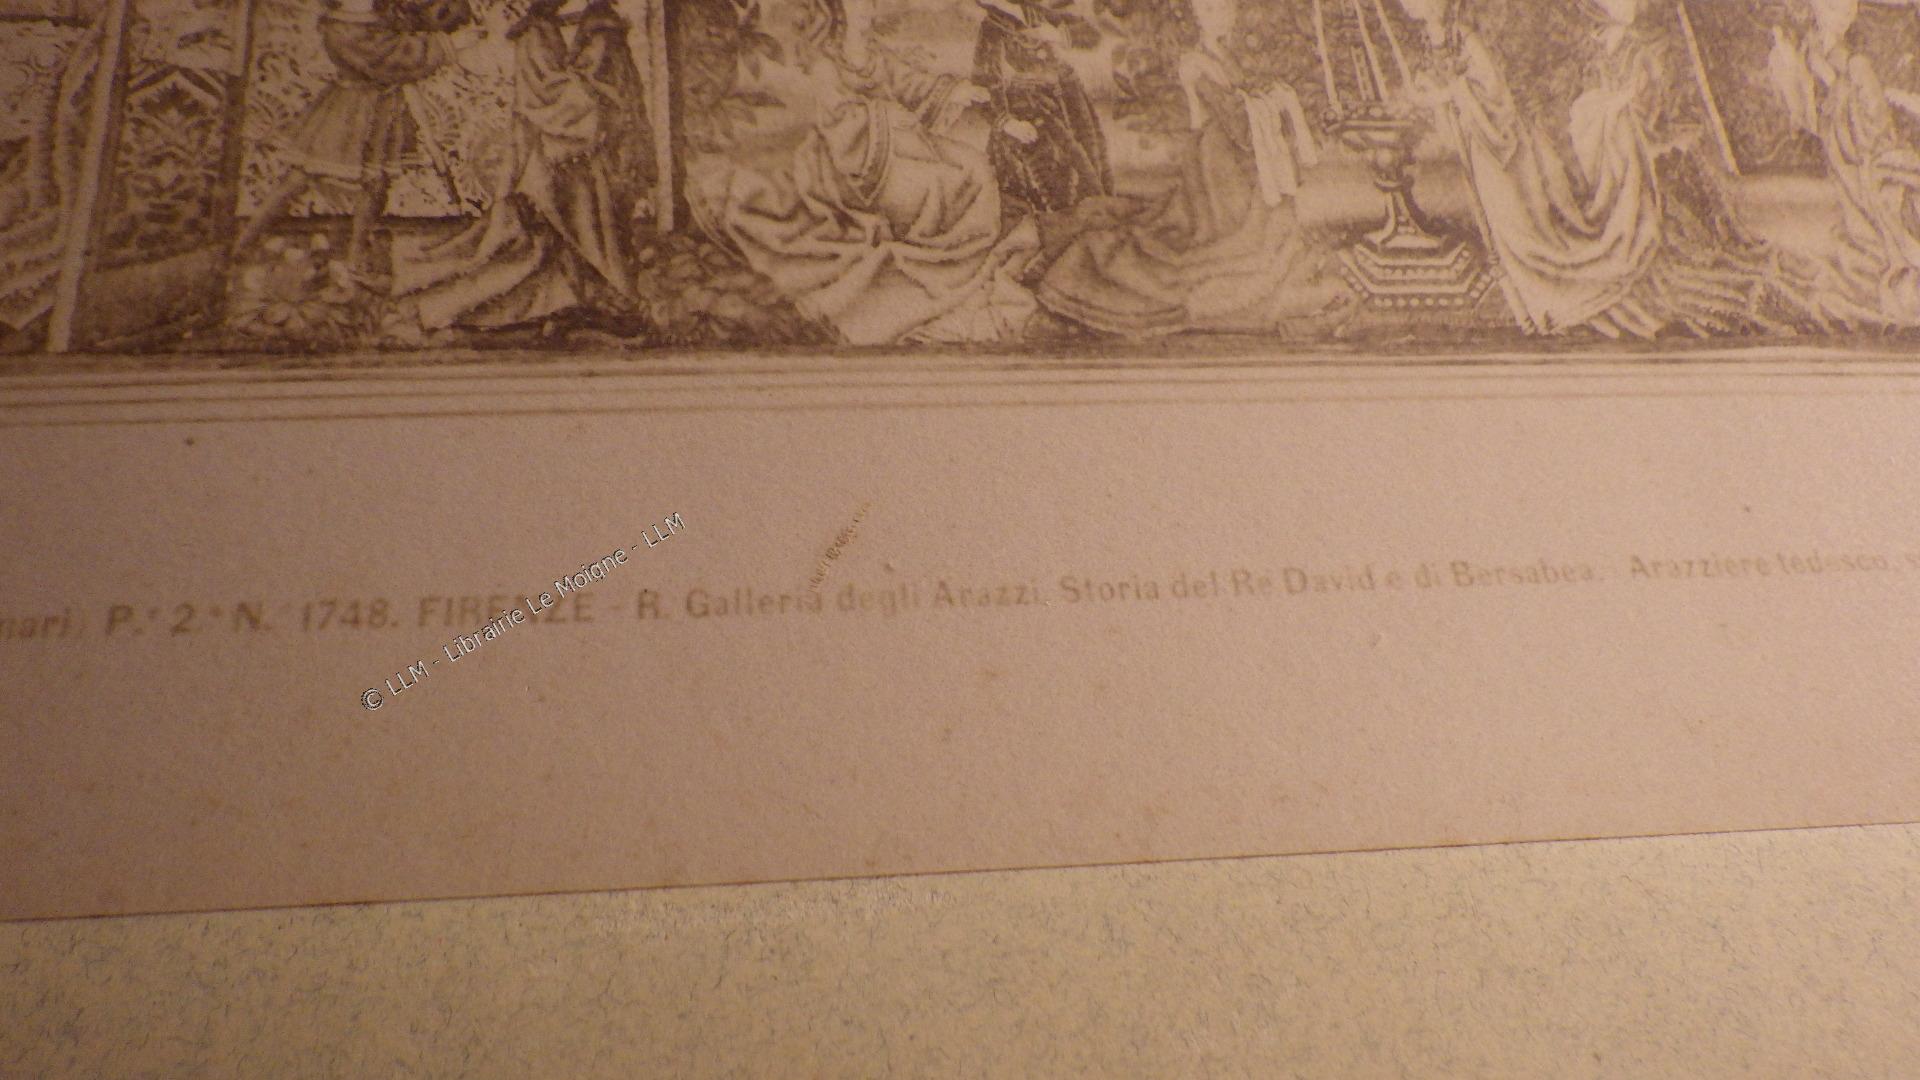 nari) P.e 2.a N. 1748. FIRENZE - R. Galleria degli Arazzi. Storia del Re David e di Bersabea. Arazziere tedesco, s
© LLM - Librairie Le Moigne - LLM